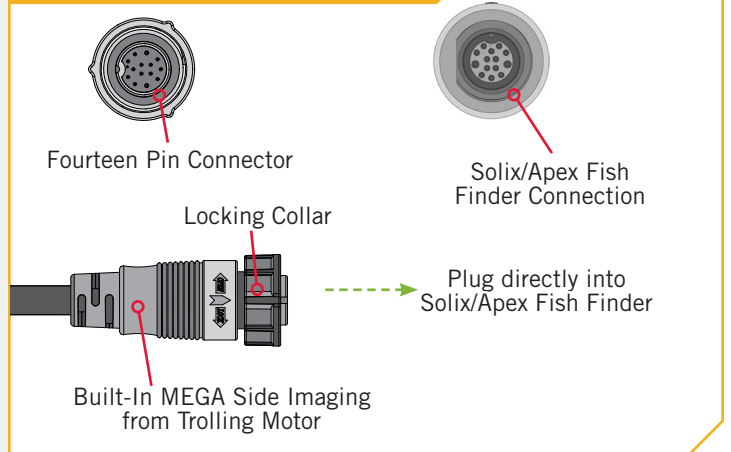 Fourteen Pin Connector
Solix/Apex Fish
Finder Connection
Locking Collar
Plug directly into
Solix/Apex Fish Finder
Built-In MEGA Side Imaging
from Trolling Motor